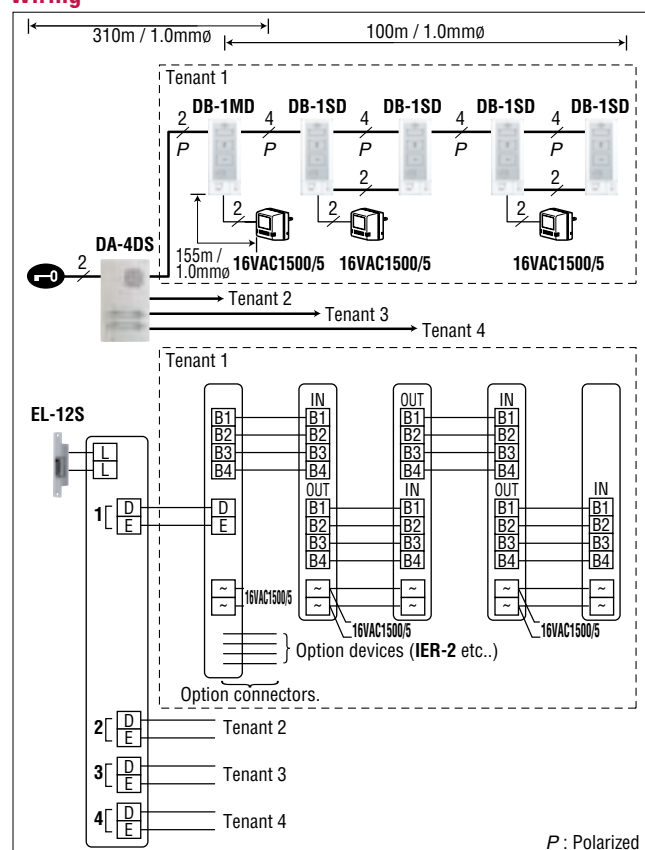 Wiring
310m / 1.0mmø
100m / 1.0mmø
Tenant 1
DB-1MD DB-1SD DB-1SD DB-1SD DB-1SD
2 4 4 4 4
P P P P P
2 2
2 2 2
DA-4DS
155m /
1.0mmø
16VAC1500/5 16VAC1500/5 16VAC1500/5
2
Tenant 2
Tenant 3
Tenant 4
Tenant 1
EL-12S
IN OUT IN
B1 B1 B1 B1
B2 B2 B2 B2
B3 B3 B3 B3
B4 B4 B4 B4
L
L
OUT IN OUT IN
1 D D B1 B1 B1 B1
E E B2 B2 B2 B2
B3 B3 B3 B3
B4 B4 B4 B4
~ 16VAC1500/5 ~ ~ ~ ~
~ ~ ~ ~ ~
16VAC1500/5 16VAC1500/5
Option devices (IER-2 etc..)
Option connectors.
2 D Tenant 2
E
3 D Tenant 3
E
4 D Tenant 4
E
P : Polarized